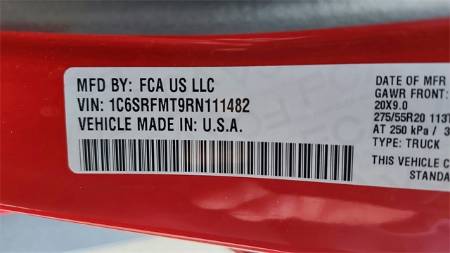 MFD BY: FCA US LLC
VIN: 1C6SRFMT9RN111482
VEHICLE MADE IN: U.S.A.
DATE OF MFR
GAWR FRONT:
20X9.0
275/55R20 113T
AT 250 kPa /
TYPE: TRUCK
THIS VEHICLE
STANDAR